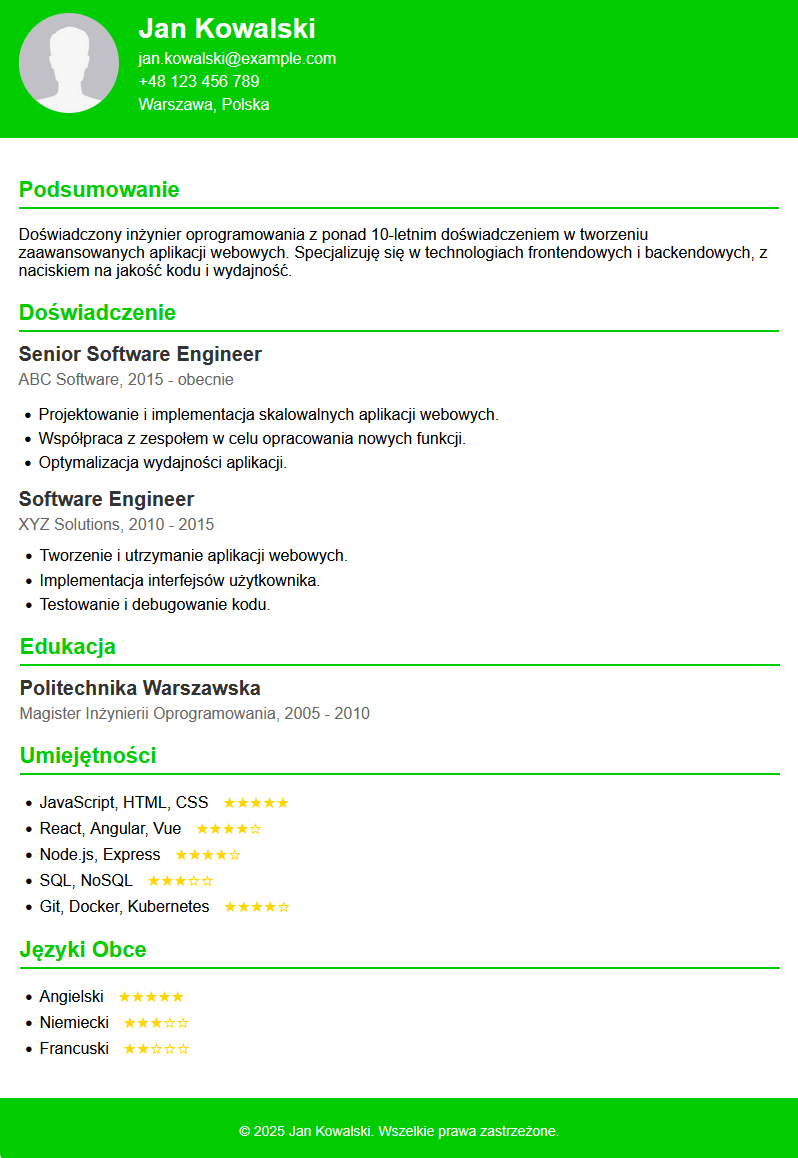 Jan Kowalski
jan.kowalski@example.com
+48 123 456 789
Warszawa, Polska
Podsumowanie
Doświadczony inżynier oprogramowania z ponad 10-letnim doświadczeniem w tworzeniu
zaawansowanych aplikacji webowych. Specjalizuję się w technologiach frontendowych i backendowych, z
naciskiem na jakość kodu i wydajność.
Doświadczenie
Senior Software Engineer
ABC Software, 2015 - obecnie
• Projektowanie i implementacja skalowalnych aplikacji webowych.
• Współpraca z zespołem w celu opracowania nowych funkcji.
• Optymalizacja wydajności aplikacji.
Software Engineer
XYZ Solutions, 2010 - 2015
• Tworzenie i utrzymanie aplikacji webowych.
• Implementacja interfejsów użytkownika.
• Testowanie i debugowanie kodu.
Edukacja
Politechnika Warszawska
Magister Inżynierii Oprogramowania, 2005 - 2010
Umiejętności
• JavaScript, HTML, CSS ★★★★★
• React, Angular, Vue ★★★★☆
• Node.js, Express ★★★★☆
• SQL, NoSQL ★★★☆☆
• Git, Docker, Kubernetes ★★★★☆
Języki Obce
• Angielski ★★★★★
• Niemiecki ★★★☆☆
• Francuski ★★☆☆☆
© 2025 Jan Kowalski. Wszelkie prawa zastrzeżone.